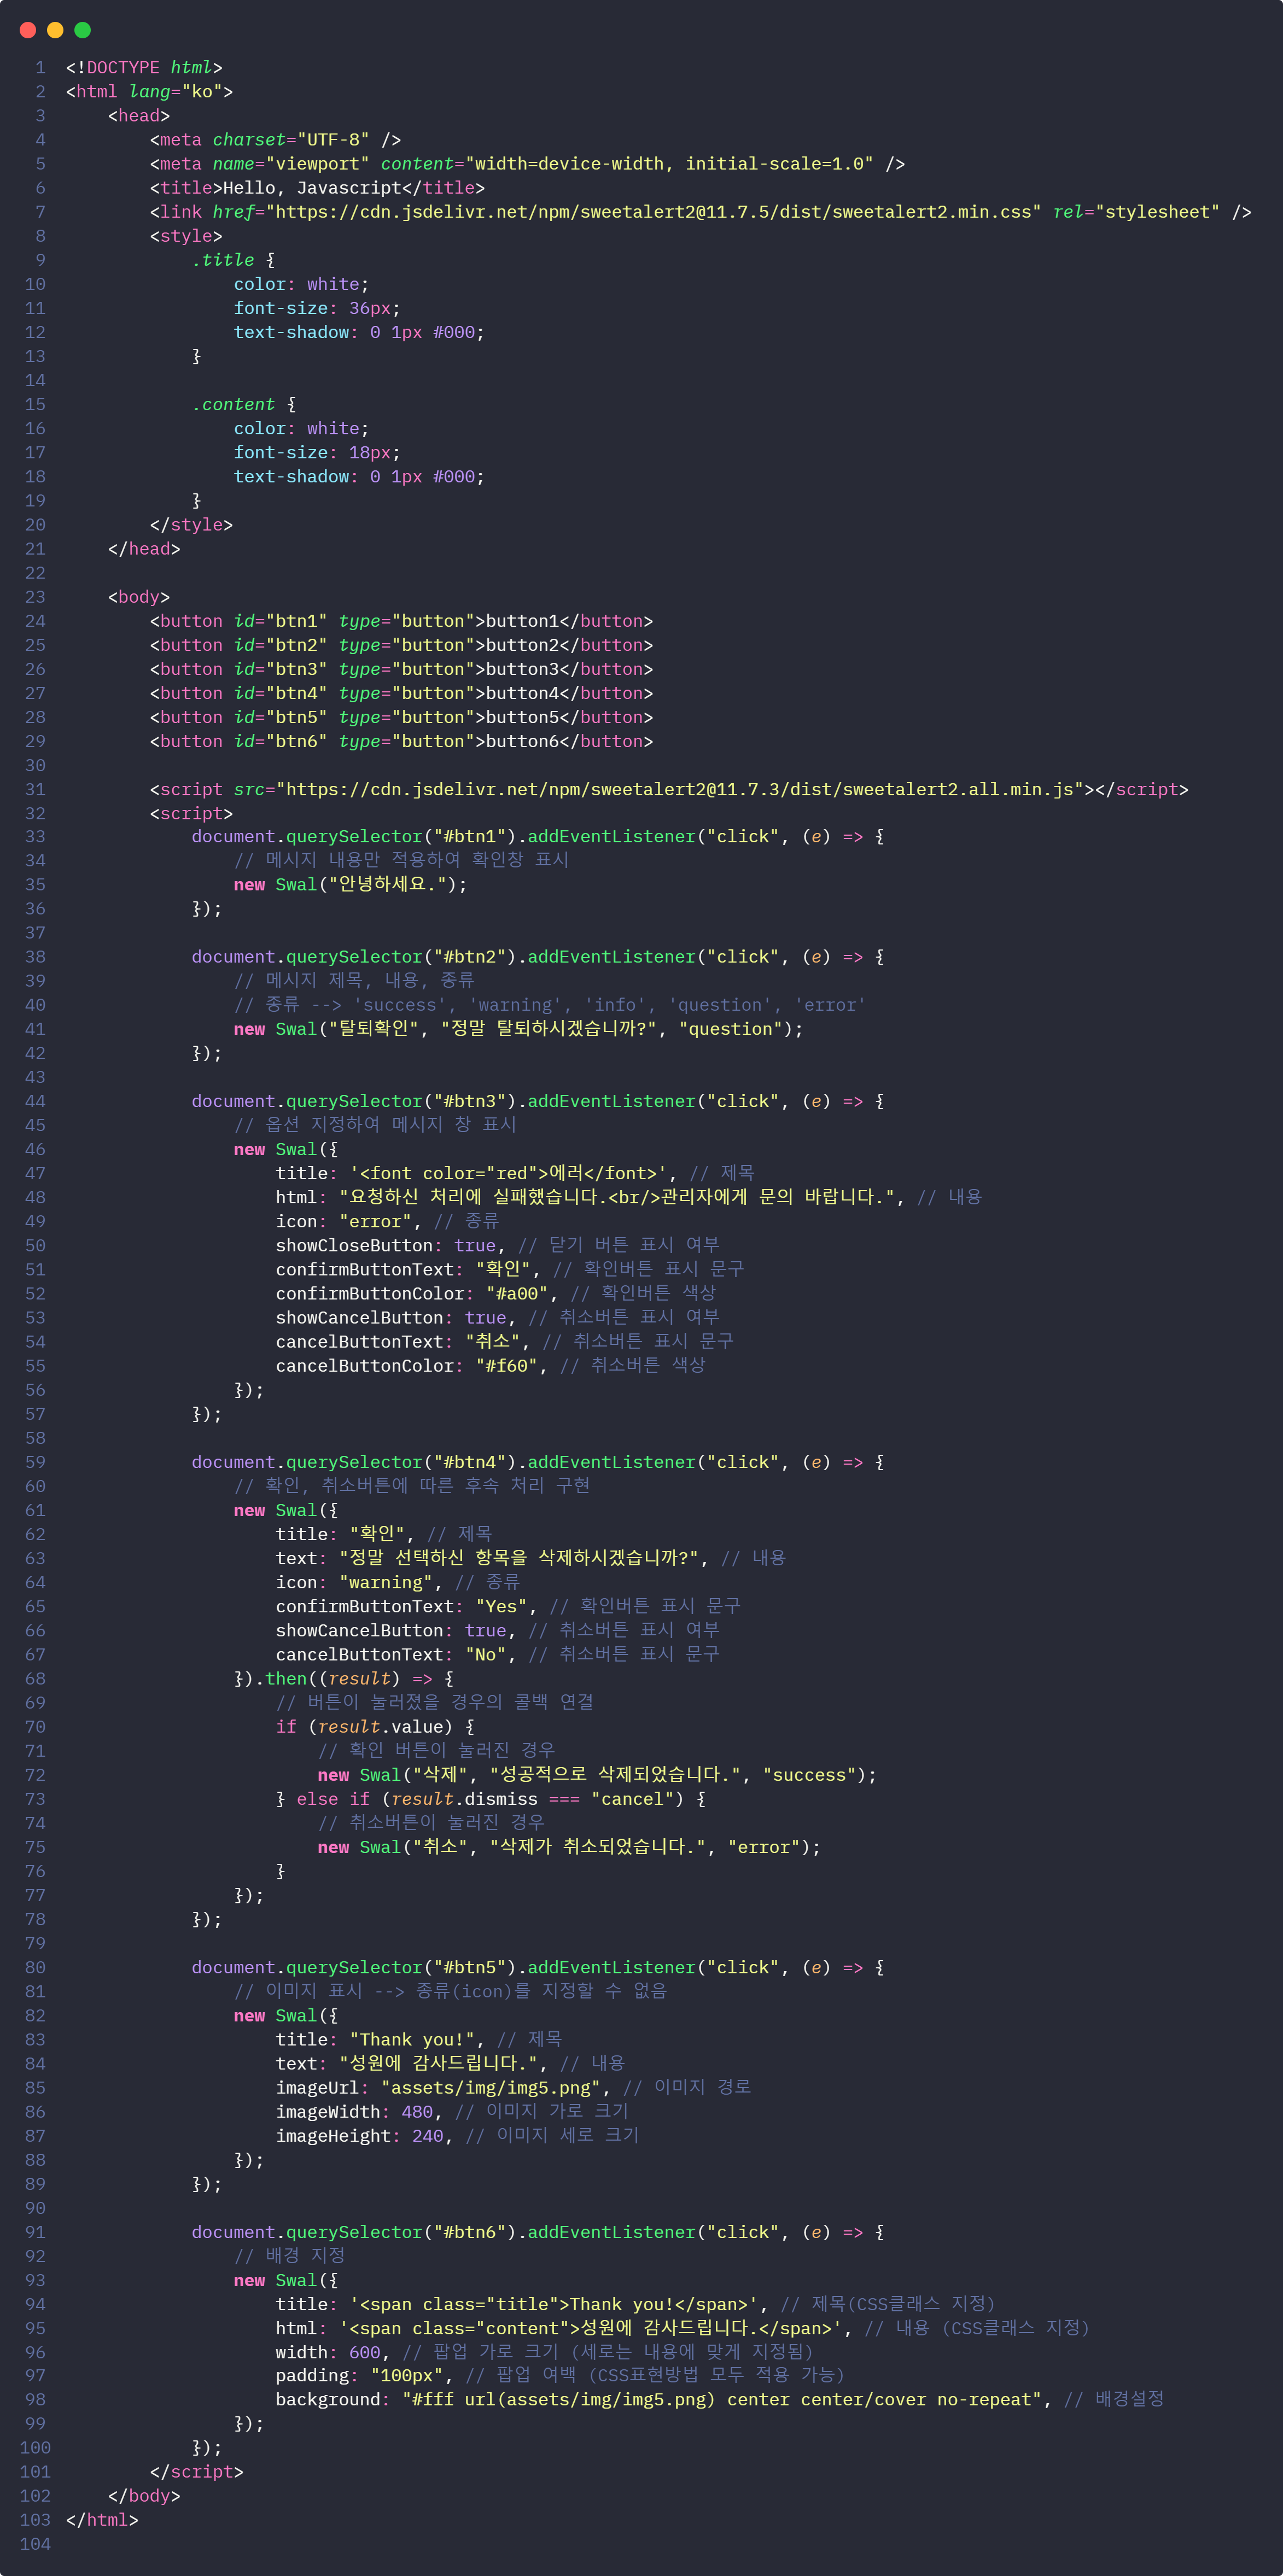 1 <!DOCTYPE html>
2 <html lang="ko">
3     <head>
4         <meta charset="UTF-8" />
5         <meta name="viewport" content="width=device-width, initial-scale=1.0" />
6         <title>Hello, Javascript</title>
7         <link href="https://cdn.jsdelivr.net/npm/sweetalert2@11.7.5/dist/sweetalert2.min.css" rel="stylesheet" />
8         <style>
9             .title {
10                 color: white;
11                 font-size: 36px;
12                 text-shadow: 0 1px #000;
13             }
14
15             .content {
16                 color: white;
17                 font-size: 18px;
18                 text-shadow: 0 1px #000;
19             }
20         </style>
21     </head>
22
23     <body>
24         <button id="btn1" type="button">button1</button>
25         <button id="btn2" type="button">button2</button>
26         <button id="btn3" type="button">button3</button>
27         <button id="btn4" type="button">button4</button>
28         <button id="btn5" type="button">button5</button>
29         <button id="btn6" type="button">button6</button>
30
31         <script src="https://cdn.jsdelivr.net/npm/sweetalert2@11.7.3/dist/sweetalert2.all.min.js"></script>
32         <script>
33             document.querySelector("#btn1").addEventListener("click", (e) => {
34                 // 메시지 내용만 적용하여 확인창 표시
35                 new Swal("안녕하세요.");
36             });
37
38             document.querySelector("#btn2").addEventListener("click", (e) => {
39                 // 메시지 제목, 내용, 종류
40                 // 종류 --> 'success', 'warning', 'info', 'question', 'error'
41                 new Swal("탈퇴확인", "정말 탈퇴하시겠습니까?", "question");
42             });
43
44             document.querySelector("#btn3").addEventListener("click", (e) => {
45                 // 옵션 지정하여 메시지 창 표시
46                 new Swal({
47                     title: '<font color="red">에러</font>', // 제목
48                     html: "요청하신 처리에 실패했습니다.<br/>관리자에게 문의 바랍니다.", // 내용
49                     icon: "error", // 종류
50                     showCloseButton: true, // 닫기 버튼 표시 여부
51                     confirmButtonText: "확인", // 확인버튼 표시 문구
52                     confirmButtonColor: "#a00", // 확인버튼 색상
53                     showCancelButton: true, // 취소버튼 표시 여부
54                     cancelButtonText: "취소", // 취소버튼 표시 문구
55                     cancelButtonColor: "#f60", // 취소버튼 색상
56                 });
57             });
58
59             document.querySelector("#btn4").addEventListener("click", (e) => {
60                 // 확인, 취소버튼에 따른 후속 처리 구현
61                 new Swal({
62                     title: "확인", // 제목
63                     text: "정말 선택하신 항목을 삭제하시겠습니까?", // 내용
64                     icon: "warning", // 종류
65                     confirmButtonText: "Yes", // 확인버튼 표시 문구
66                     showCancelButton: true, // 취소버튼 표시 여부
67                     cancelButtonText: "No", // 취소버튼 표시 문구
68                 }).then((result) => {
69                     // 버튼이 눌러졌을 경우의 콜백 연결
70                     if (result.value) {
71                         // 확인 버튼이 눌러진 경우
72                         new Swal("삭제", "성공적으로 삭제되었습니다.", "success");
73                     } else if (result.dismiss === "cancel") {
74                         // 취소버튼이 눌러진 경우
75                         new Swal("취소", "삭제가 취소되었습니다.", "error");
76                     }
77                 });
78             });
79
80             document.querySelector("#btn5").addEventListener("click", (e) => {
81                 // 이미지 표시 --> 종류(icon)를 지정할 수 없음
82                 new Swal({
83                     title: "Thank you!", // 제목
84                     text: "성원에 감사드립니다.", // 내용
85                     imageUrl: "assets/img/img5.png", // 이미지 경로
86                     imageWidth: 480, // 이미지 가로 크기
87                     imageHeight: 240, // 이미지 세로 크기
88                 });
89             });
90
91             document.querySelector("#btn6").addEventListener("click", (e) => {
92                 // 배경 지정
93                 new Swal({
94                     title: '<span class="title">Thank you!</span>', // 제목(CSS클래스 지정)
95                     html: '<span class="content">성원에 감사드립니다.</span>', // 내용 (CSS클래스 지정)
96                     width: 600, // 팝업 가로 크기 (세로는 내용에 맞게 지정됨)
97                     padding: "100px", // 팝업 여백 (CSS표현방법 모두 적용 가능)
98                     background: "#fff url(assets/img/img5.png) center center/cover no-repeat", // 배경설정
99                 });
100             });
101         </script>
102     </body>
103 </html>
104